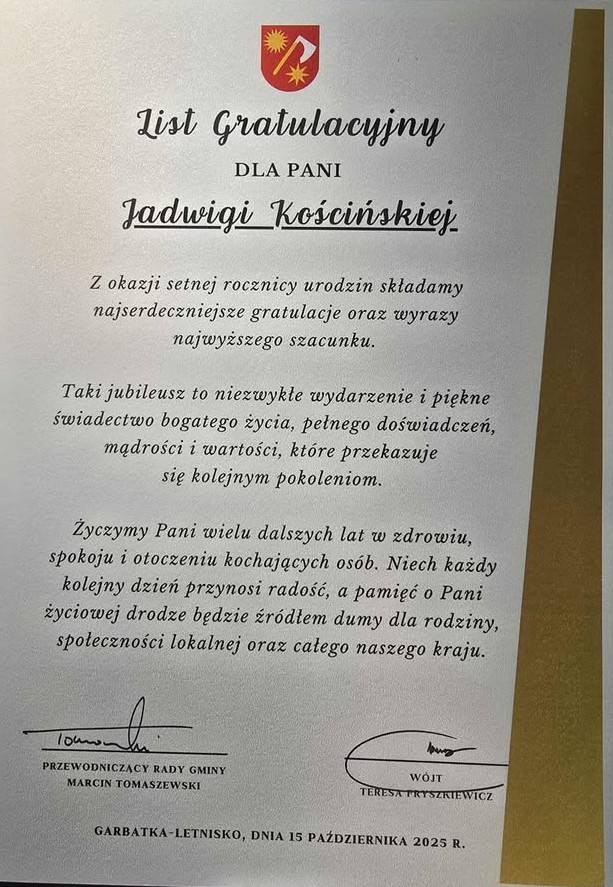 List Gratulacyjny
DLA PANI
Jadwigi Kościńskiej
Z okazji setnej rocznicy urodzin składamy
najserdeczniejsze gratulacje oraz wyrazy
najwyższego szacunku.
Taki jubileusz to niezwykłe wydarzenie i piękne
świadectwo bogatego życia, pełnego doświadczeń,
mądrości i wartości, które przekazuje
się kolejnym pokoleniom.
Życzymy Pani wielu dalszych lat w zdrowiu,
spokoju i otoczeniu kochających osób. Niech każdy
kolejny dzień przynosi radość, a pamięć o Pani
życiowej drodze będzie źródłem dumy dla rodziny,
społeczności lokalnej oraz całego naszego kraju.
PRZEWODNICZĄCY RADY GMINY
MARCIN TOMASZEWSKI
WÓJT
TERESA FRYSZKIEWICZ
GARBATKA-LETNISKO, DNIA 15 PAŹDZIERNIKA 2025 R.